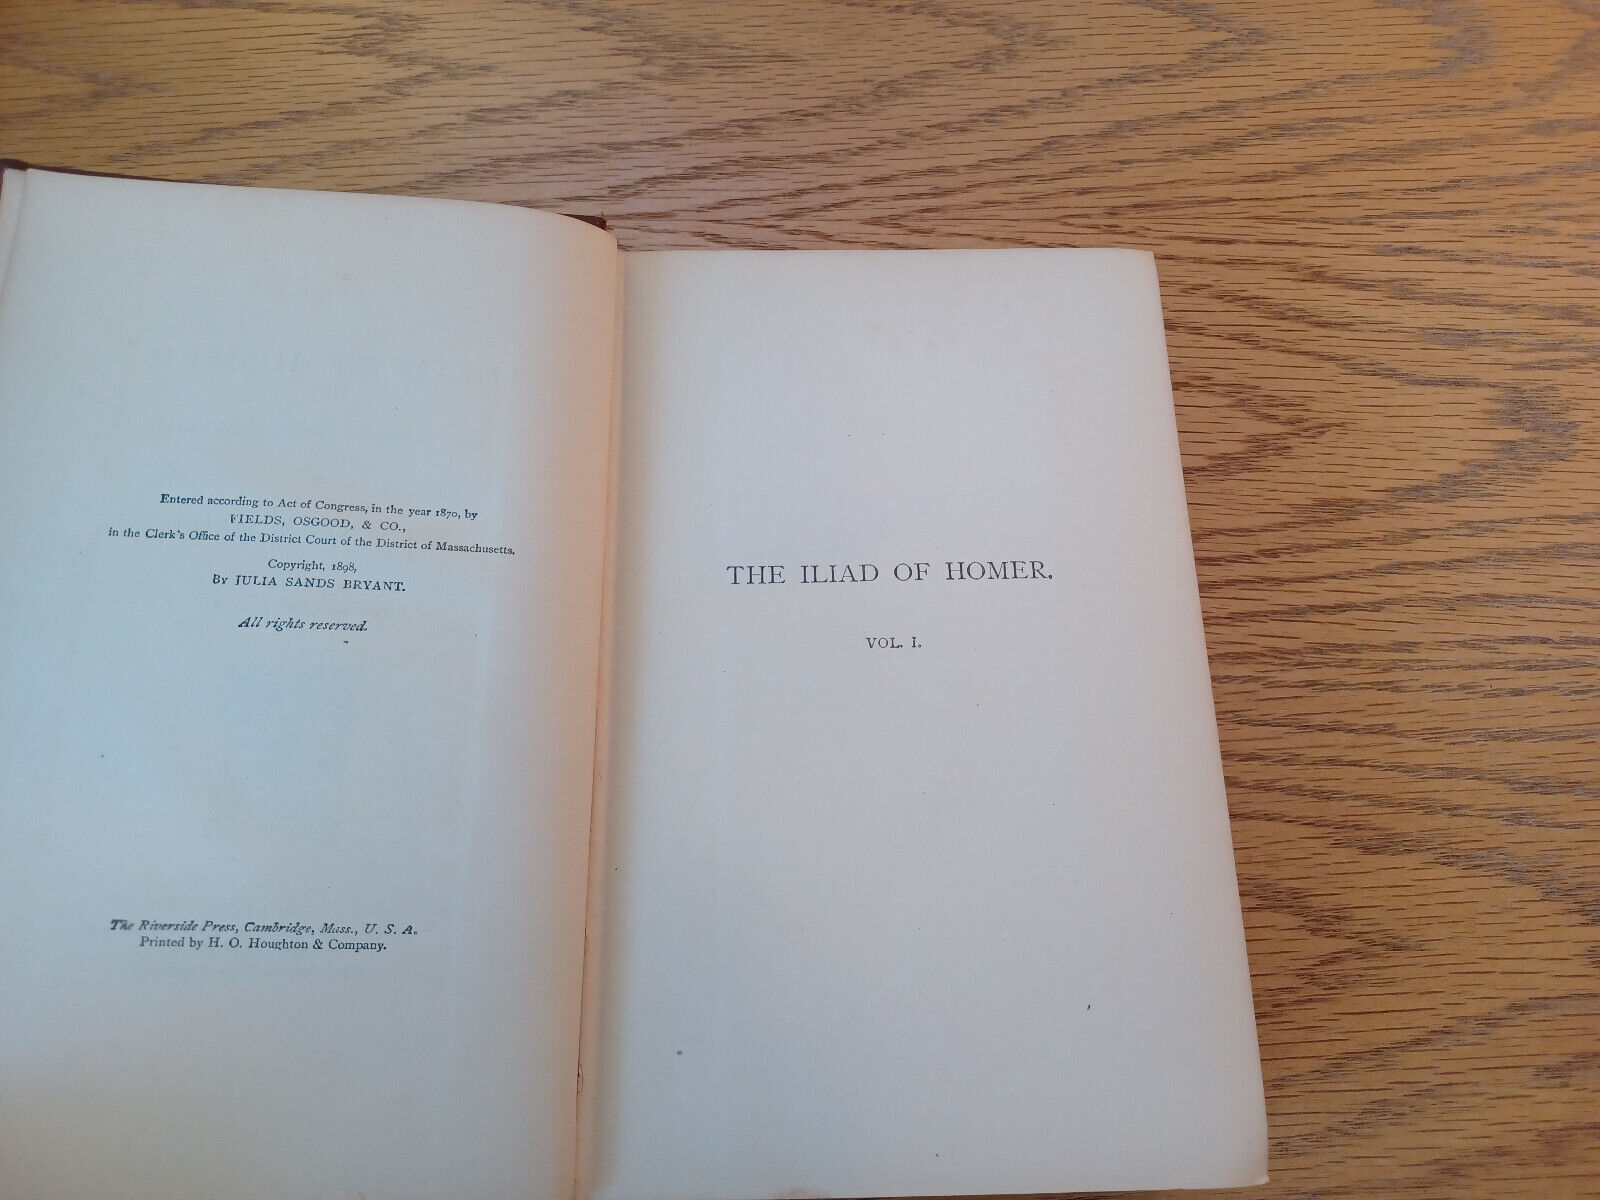 Entered according to Act of Congress, in the year 1870, by
FIELDS, OSGOOD, & CO.,
in the Clerk's Office of the District Court of the District of Massachusetts.
Copyright, 1898,
By JULIA SANDS BRYANT.
All rights reserved.
The Riverside Press, Cambridge, Mass., U. S. A.
Printed by H. O. Houghton & Company.
THE ILIAD OF HOMER.
VOL. I.